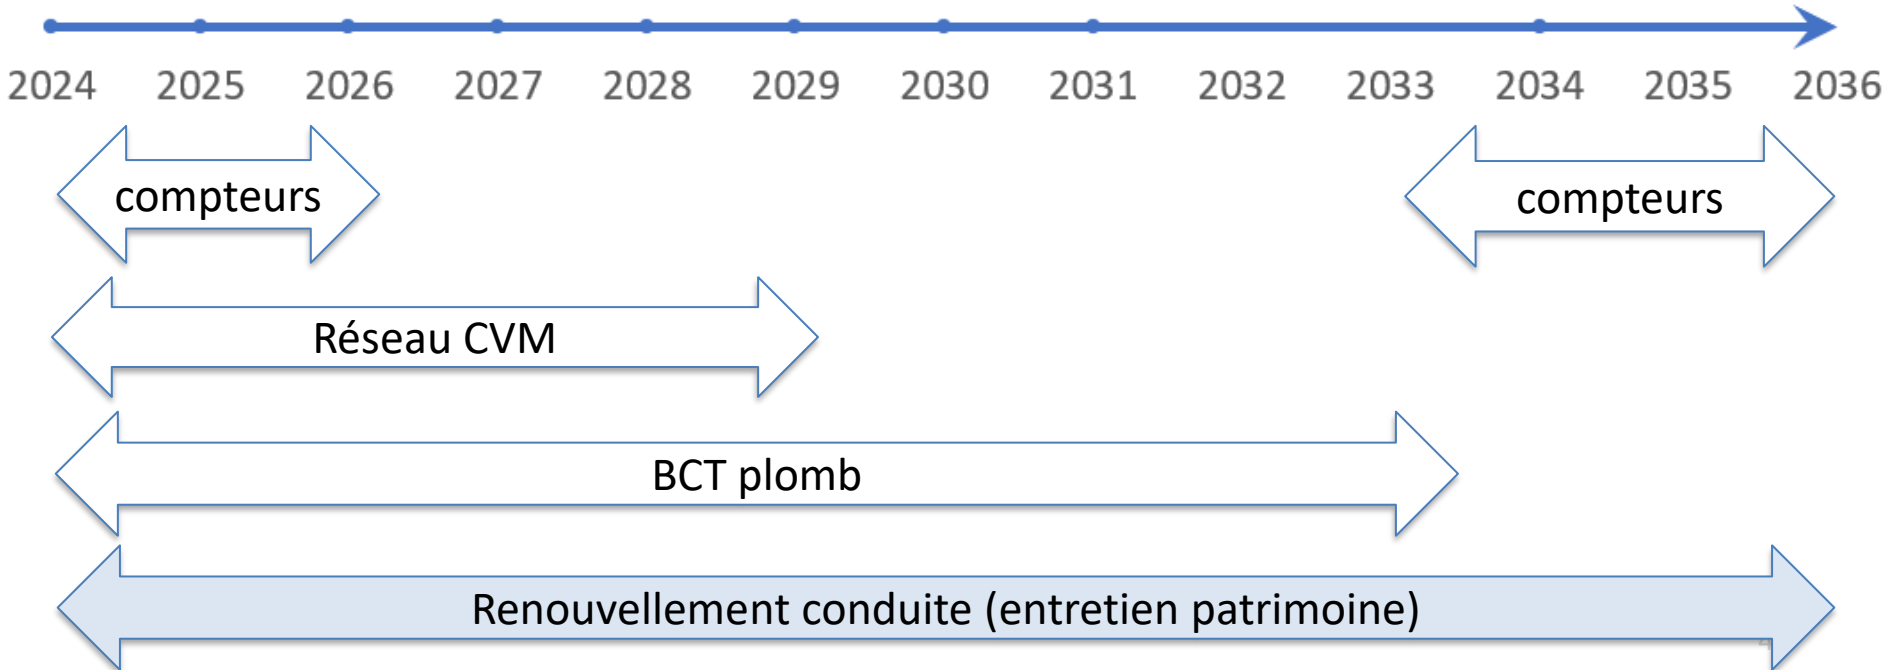 2024 2025 2026 2027 2028 2029 2030 2031 2032 2033 2034 2035 2036
compteurs compteurs
Réseau CVM
BCT plomb
Renouvellement conduite (entretien patrimoine)